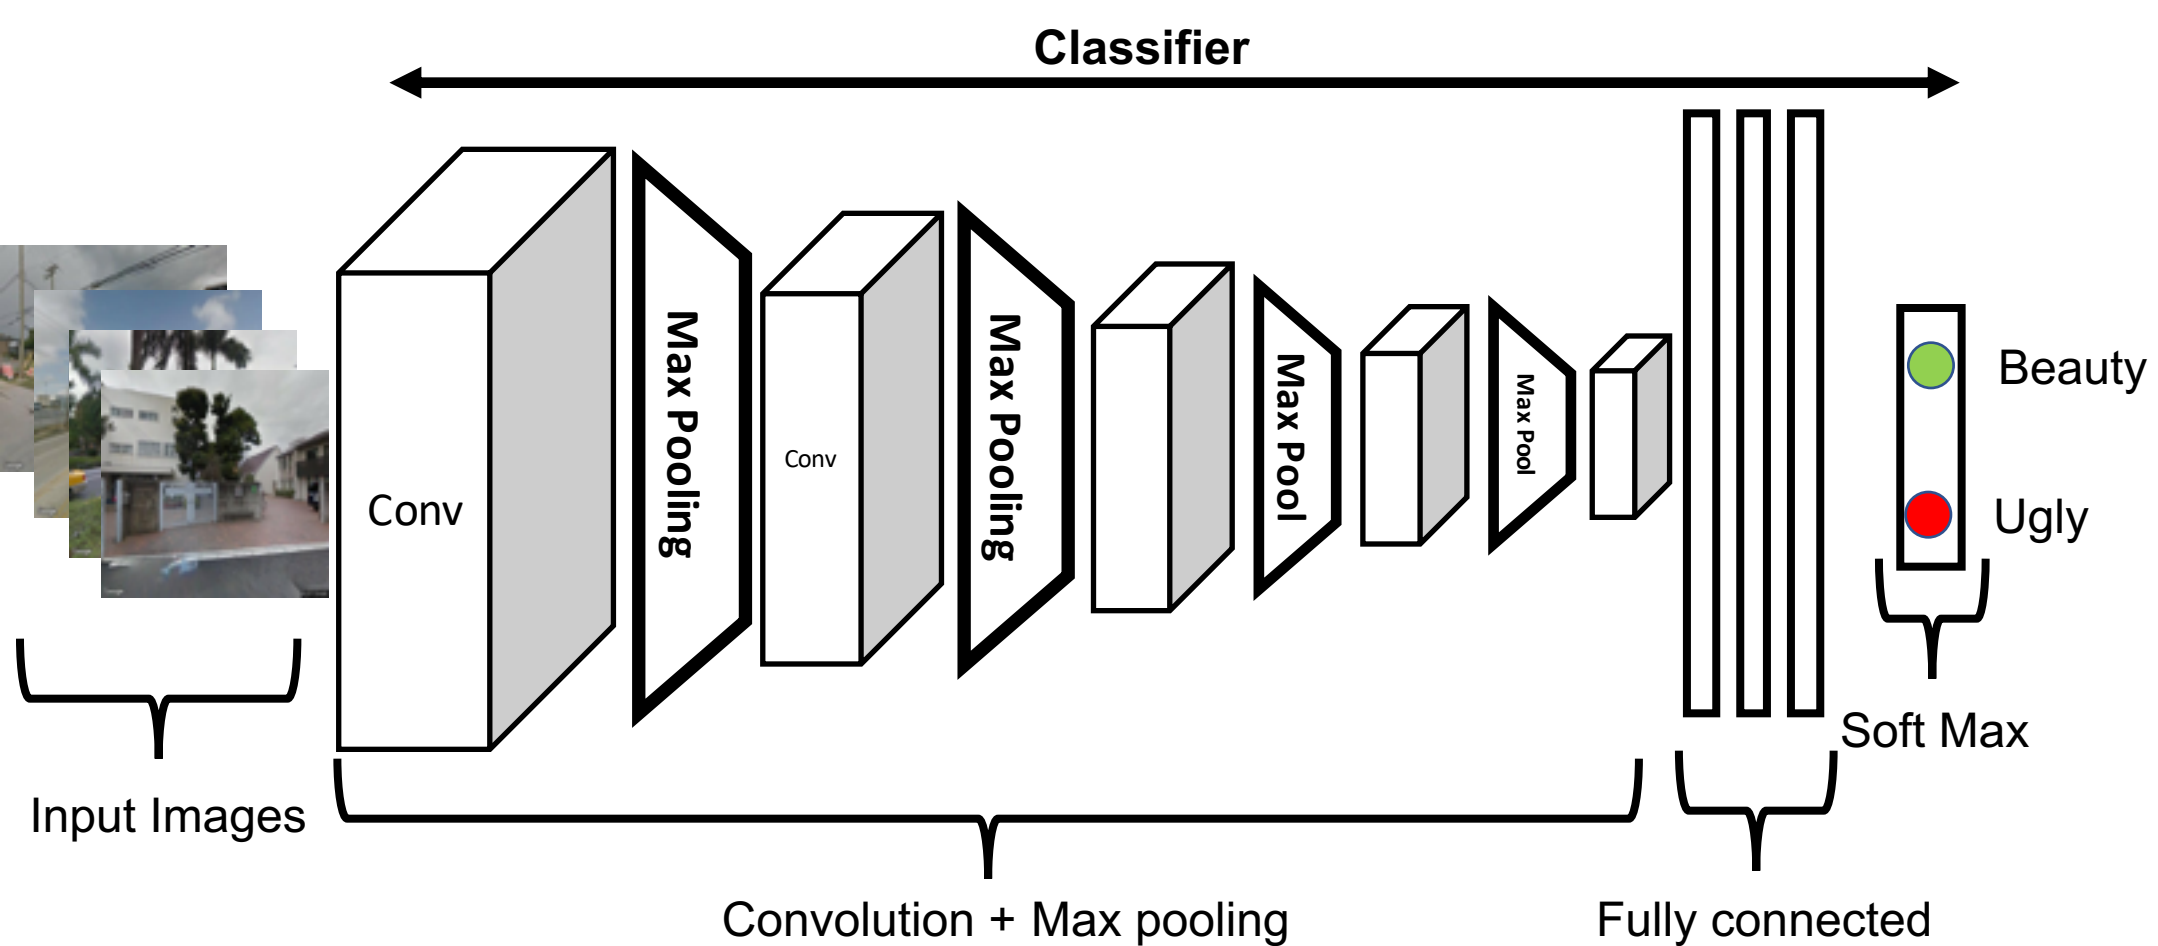 Classifier
Conv
Max Pooling
Conv
Max Pooling
Max Pool
Max Pool
Beauty
Ugly
Soft Max
Input Images
Convolution + Max pooling
Fully connected